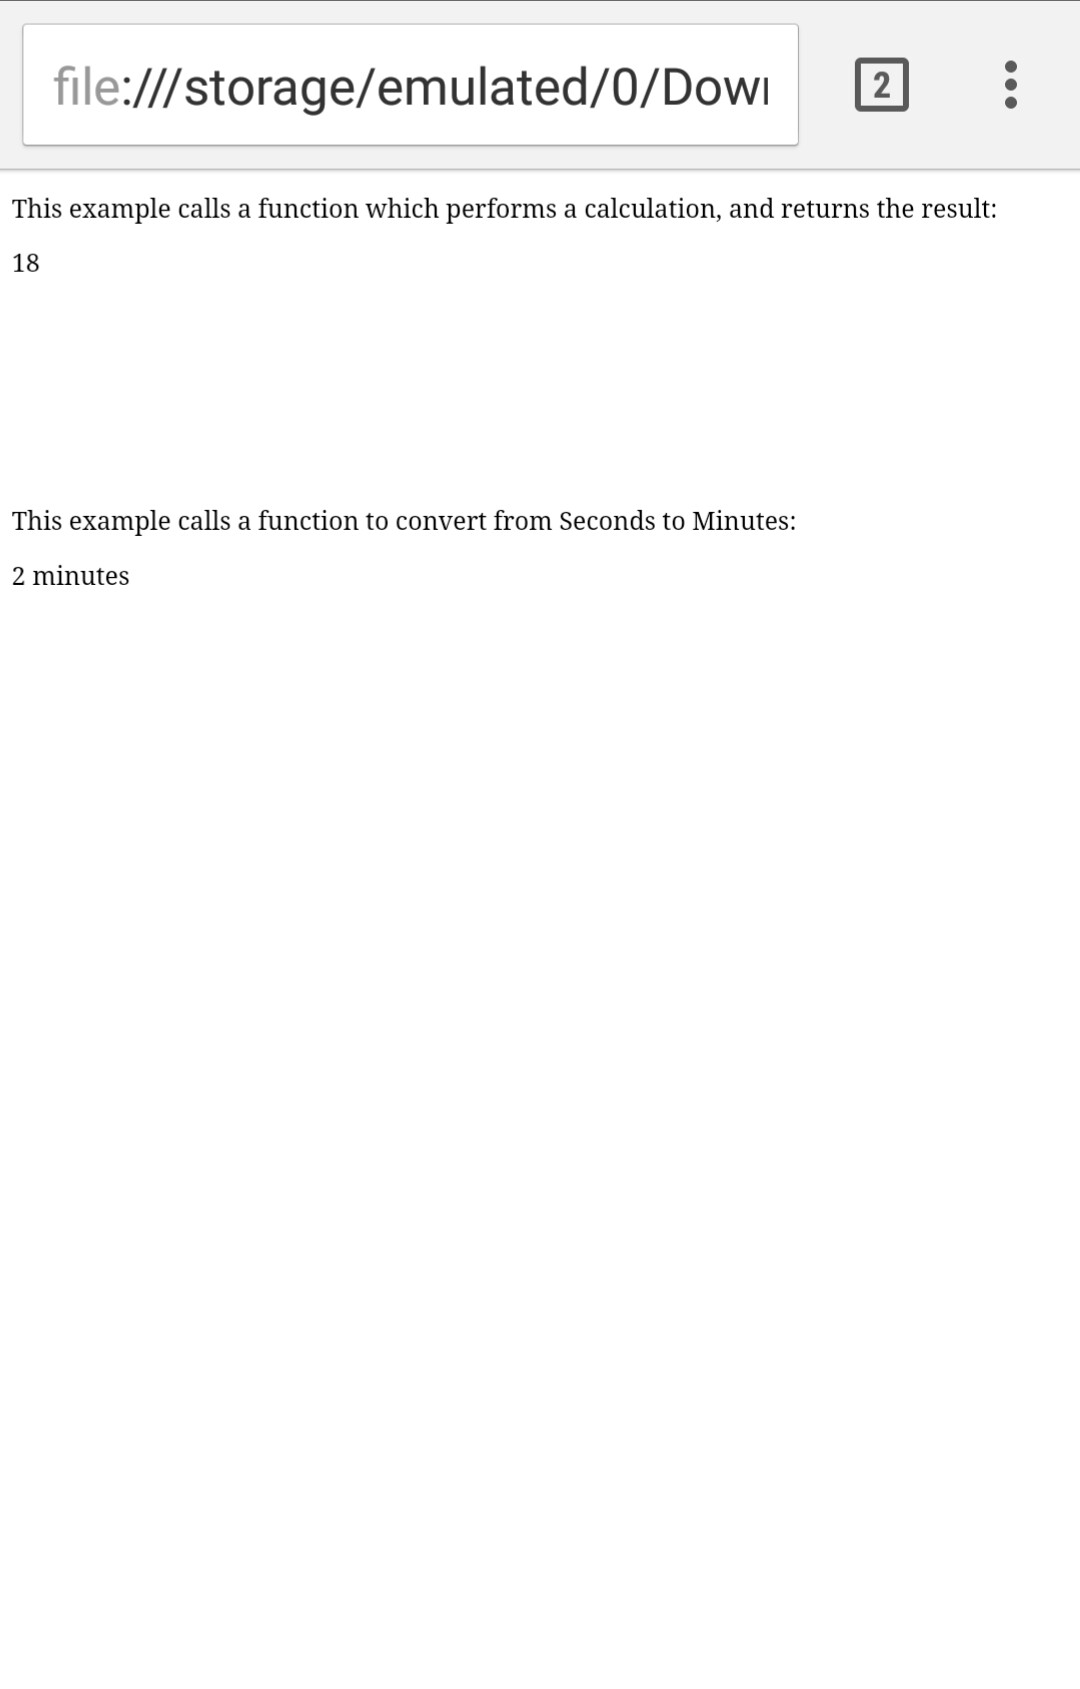 file:///storage/emulated/0/Dow
2
This example calls a function which performs a calculation, and returns the result:
18
This example calls a function to convert from Seconds to Minutes:
2 minutes